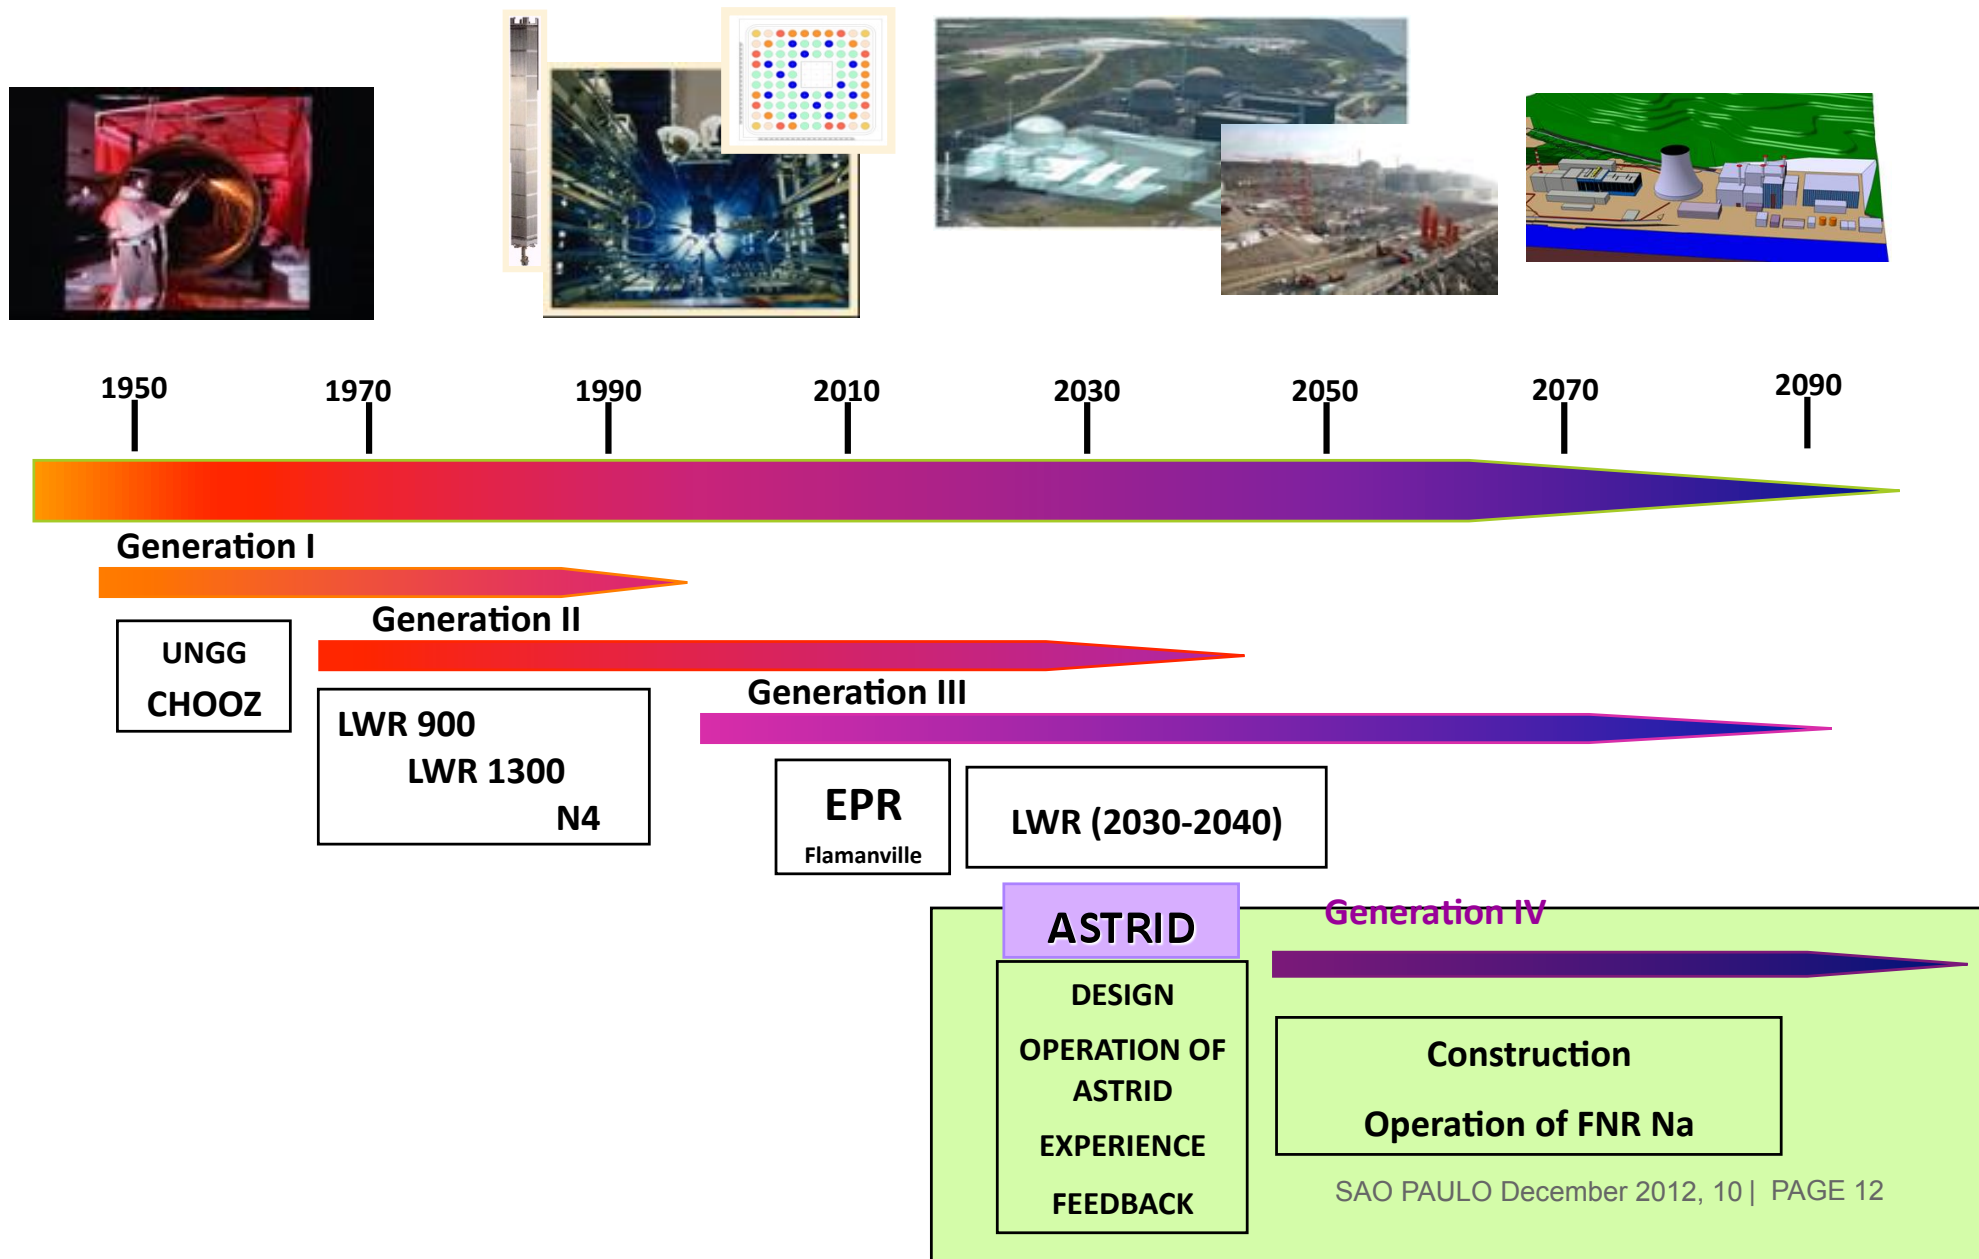 1950
1970
1990
2010
2030
2050
2070
2090
Generation I
Generation II
UNGG
CHOOZ
Generation III
LWR 900
LWR 1300
N4
EPR
Flamanville
LWR (2030-2040)
ASTRID
Generation IV
DESIGN
OPERATION OF
ASTRID
EXPERIENCE
FEEDBACK
Construction
Operation of FNR Na
SAO PAULO December 2012, 10 | PAGE 12